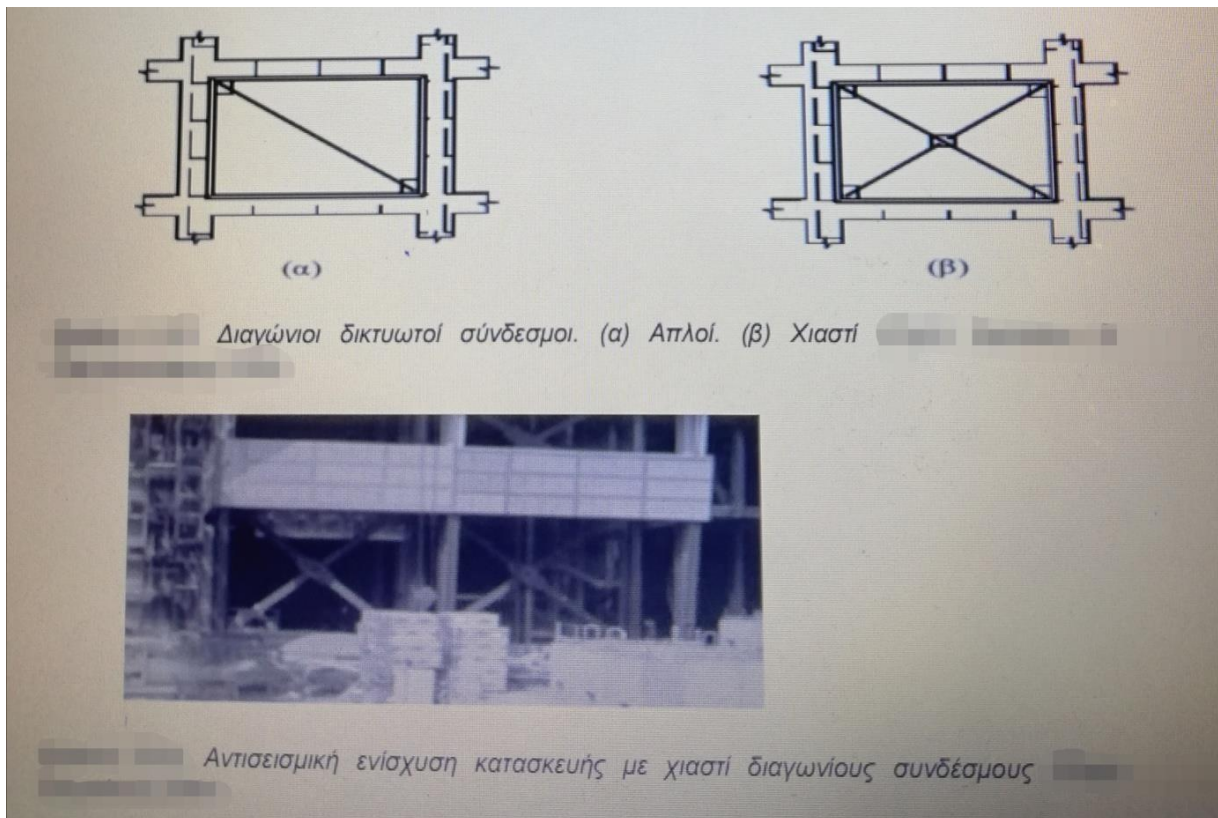 (α) (β)
Διαγώνιοι δικτυωτοί σύνδεσμοι. (α) Απλοί. (β) Χιαστί
Αντισεισμική ενίσχυση κατασκευής με χιαστί διαγωνίους συνδέσμους